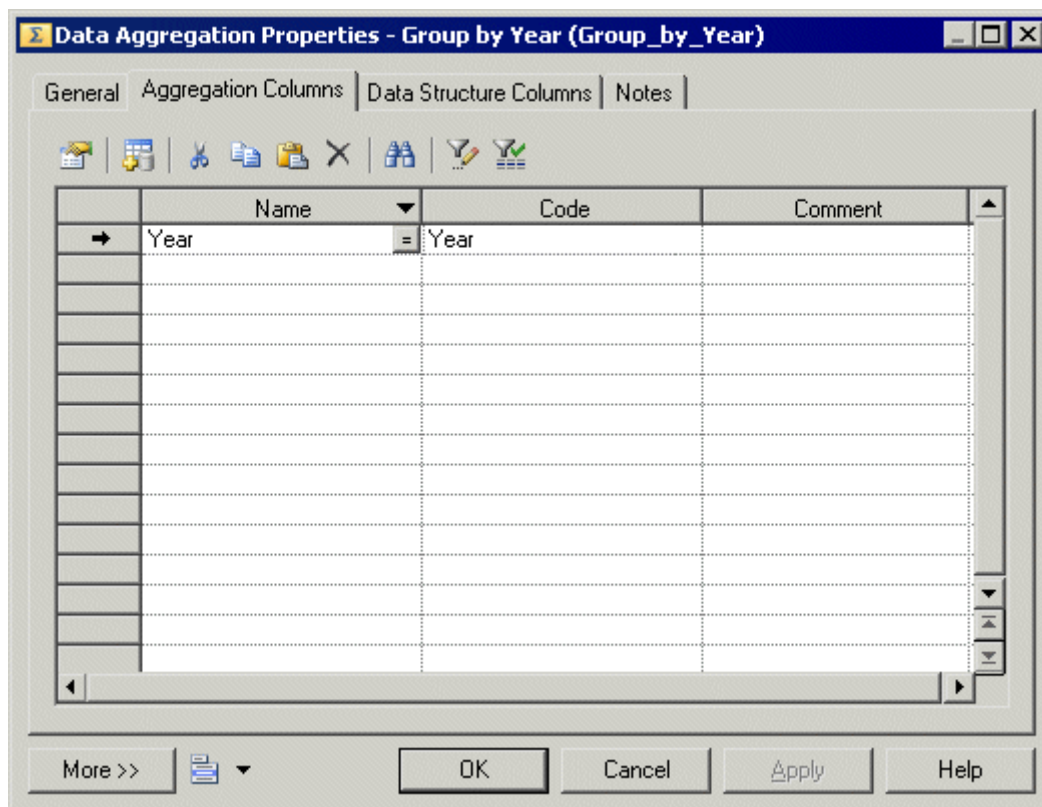 Data Aggregation Properties - Group by Year (Group_by_Year)
General Aggregation Columns Data Structure Columns Notes
Name Code Comment
Year = Year
More >> OK Cancel Apply Help